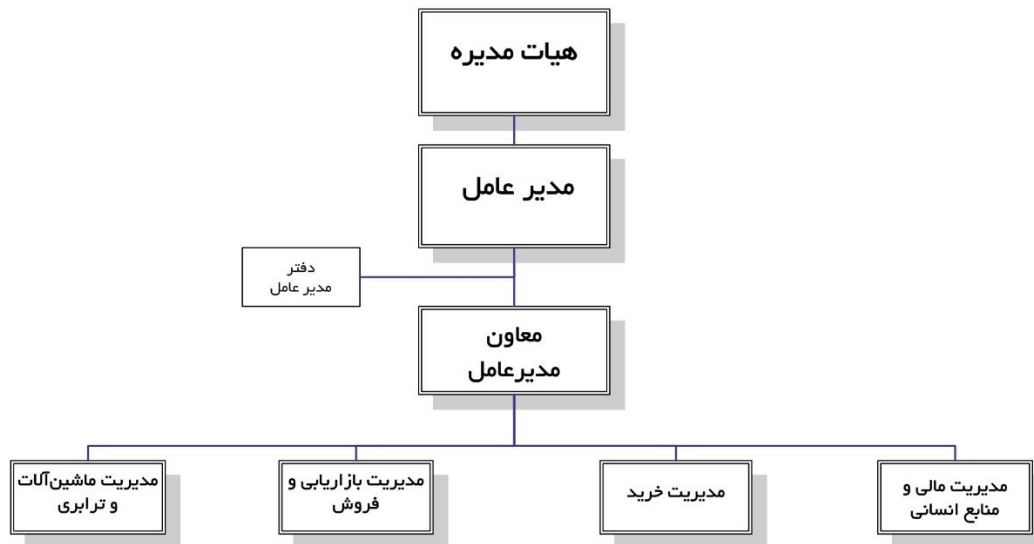 هیات مدیره
مدیر عامل
دفتر
مدیر عامل
معاون
مدیرعامل
مدیریت مالی و
منابع انسانی
مدیریت خرید
مدیریت بازاریابی و
فروش
مدیریت ماشین‌آلات
و ترابری